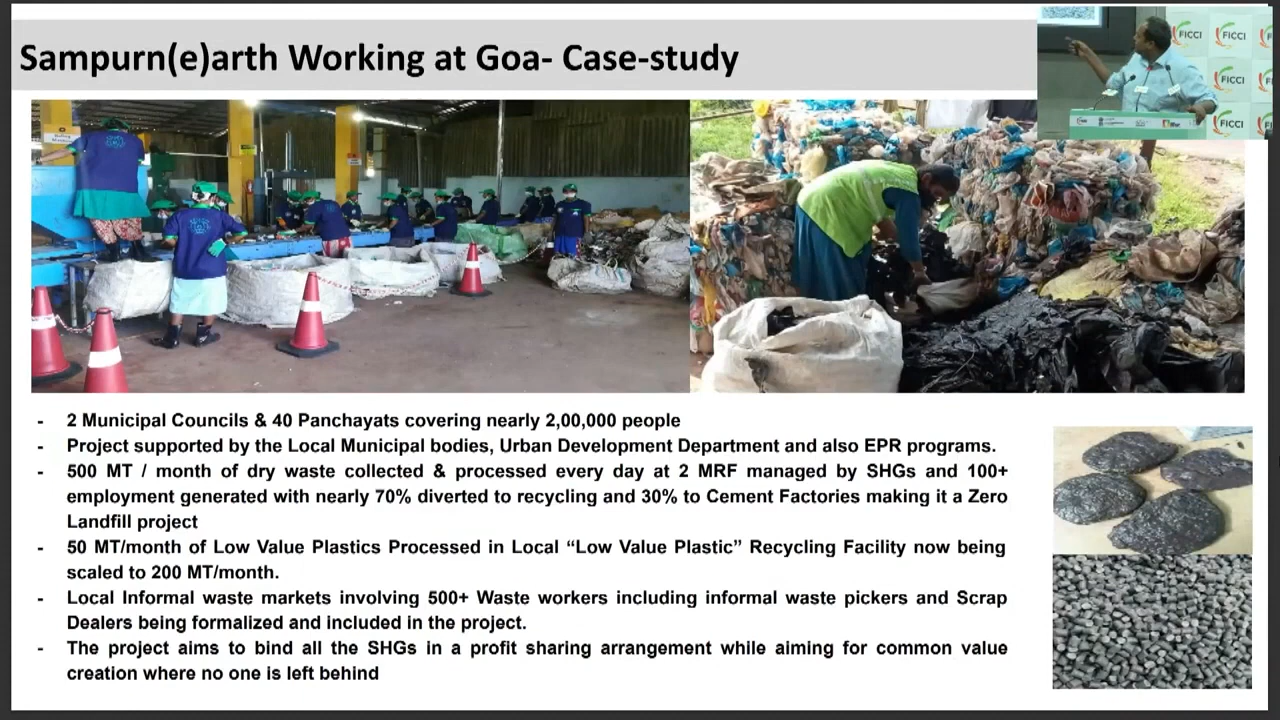 Sampurn(e)arth Working at Goa- Case-study
FICCI
FICCI
FICCI
FICCI
- 2 Municipal Councils & 40 Panchayats covering nearly 2,00,000 people
- Project supported by the Local Municipal bodies, Urban Development Department and also EPR programs.
- 500 MT / month of dry waste collected & processed every day at 2 MRF managed by SHGs and 100+
employment generated with nearly 70% diverted to recycling and 30% to Cement Factories making it a Zero
Landfill project
- 50 MT/month of Low Value Plastics Processed in Local “Low Value Plastic” Recycling Facility now being
scaled to 200 MT/month.
- Local Informal waste markets involving 500+ Waste workers including informal waste pickers and Scrap
Dealers being formalized and included in the project.
- The project aims to bind all the SHGs in a profit sharing arrangement while aiming for common value
creation where no one is left behind